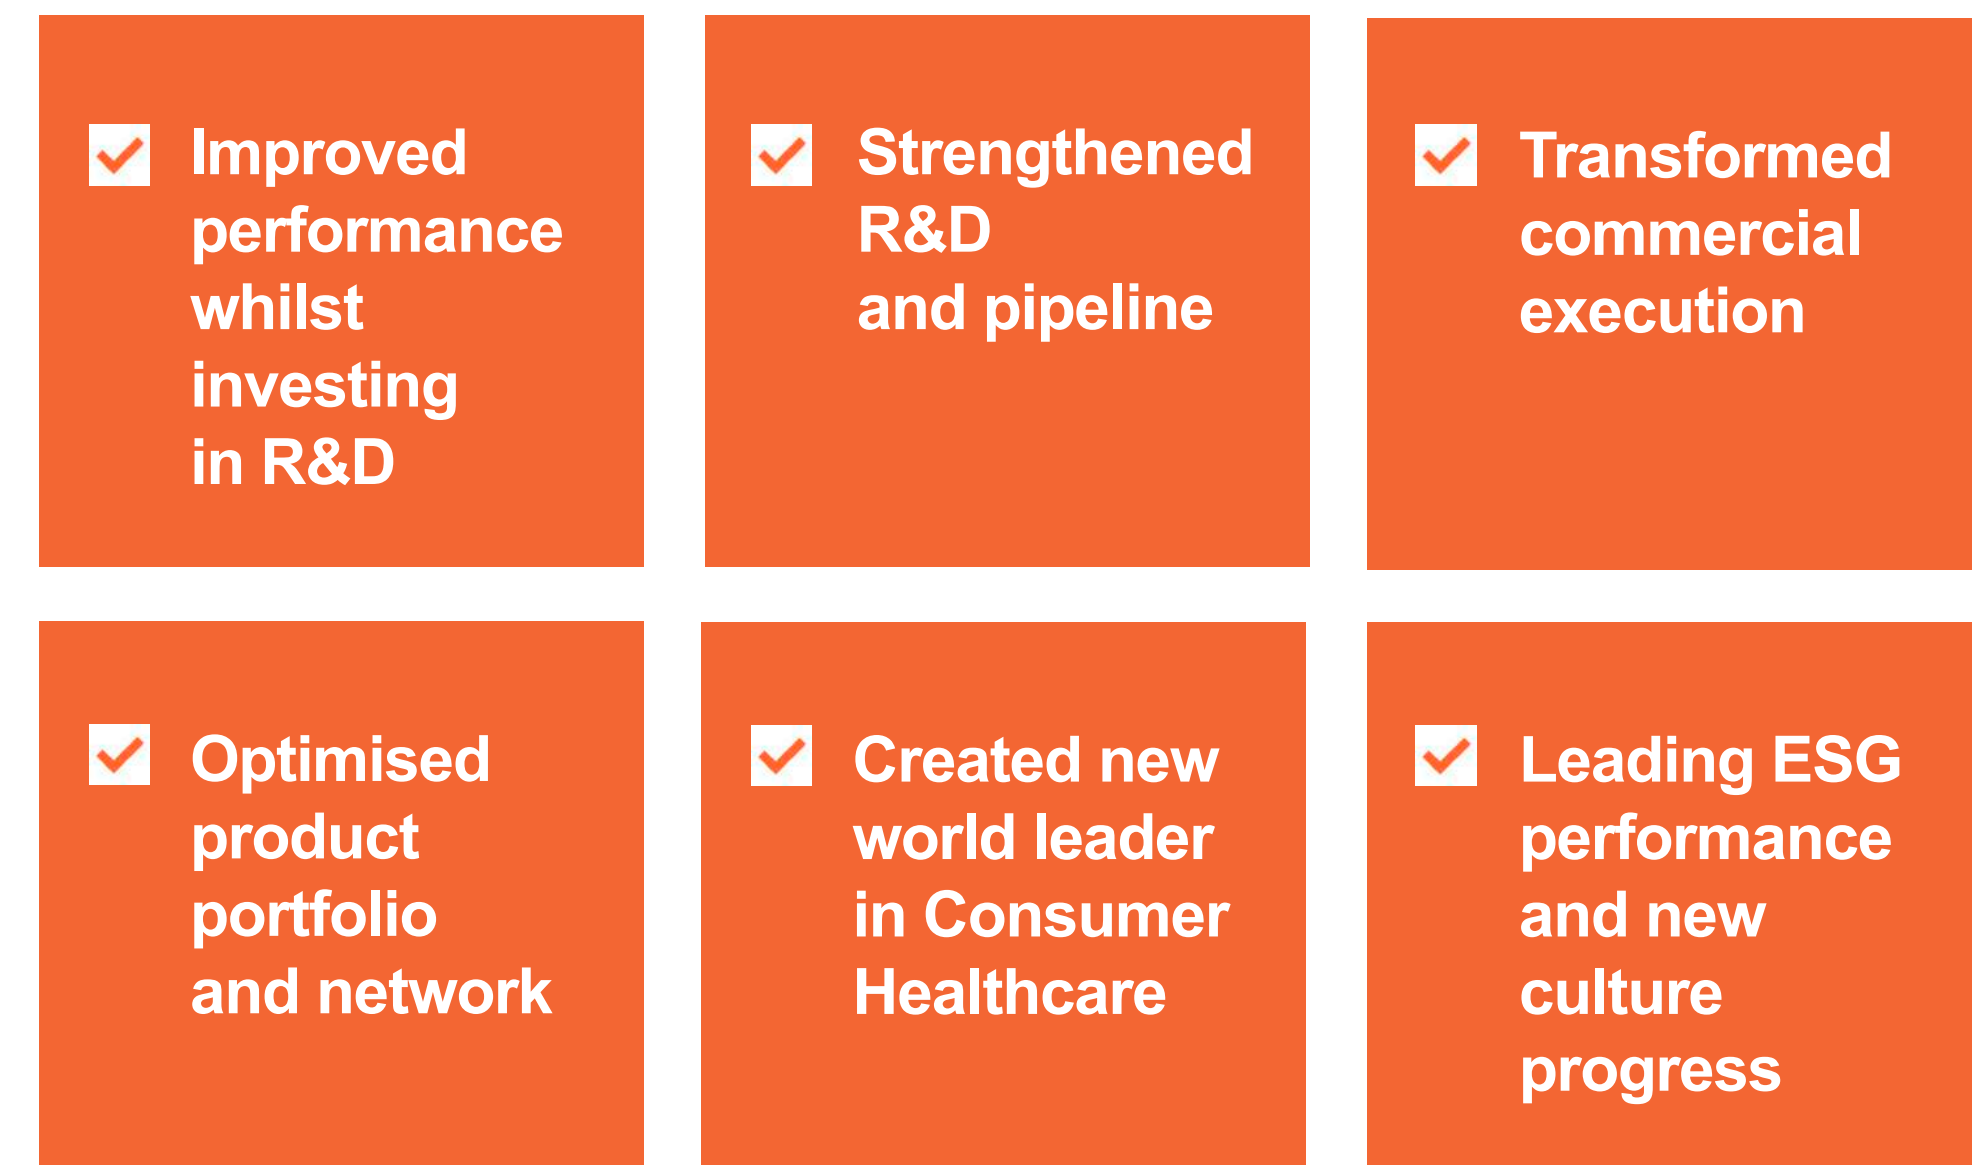 Improved
performance
whilst
investing
in R&D
Strengthened
R&D
and pipeline
Transformed
commercial
execution
Optimised
product
portfolio
and network
Created new
world leader
in Consumer
Healthcare
Leading ESG
performance
and new
culture
progress